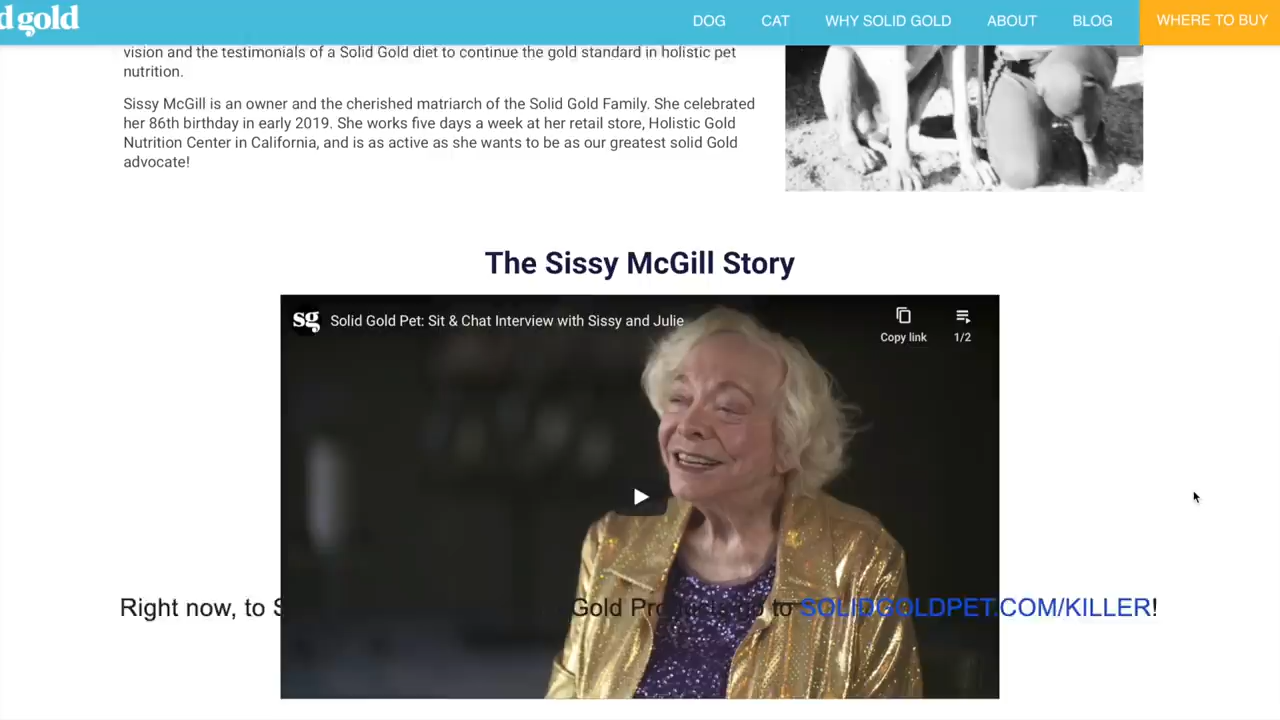 d gold
DOG CAT WHY SOLID GOLD ABOUT BLOG WHERE TO BUY
vision and the testimonials of a Solid Gold diet to continue the gold standard in holistic pet
nutrition.
Sissy McGill is an owner and the cherished matriarch of the Solid Gold Family. She celebrated
her 86th birthday in early 2019. She works five days a week at her retail store, Holistic Gold
Nutrition Center in California, and is as active as she wants to be as our greatest solid Gold
advocate!
The Sissy McGill Story
sg Solid Gold Pet: Sit & Chat Interview with Sissy and Julie
Copy link 1/2
Right now, to Gold to SOLIDGOLDPET.COM/KILLER!